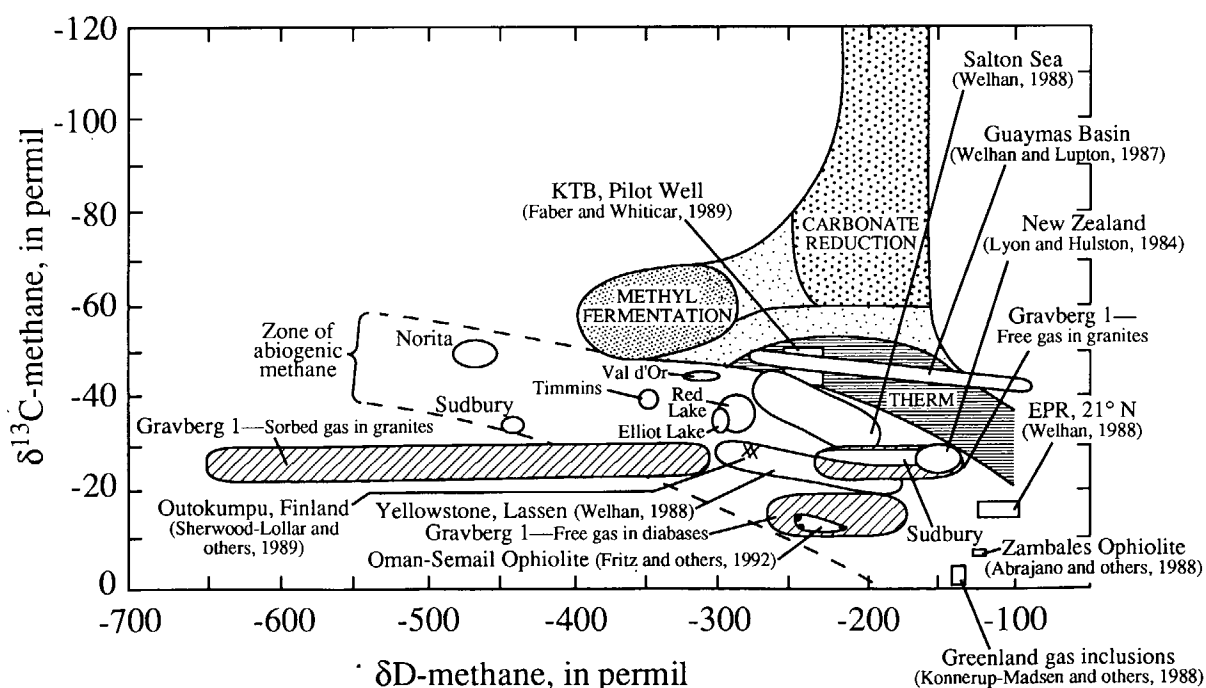 -120
-100
-80
-60
-40
-20
0
δ13C-methane, in permil
-700
-600
-500
-400
-300
-200
-100
δD-methane, in permil
Salton Sea
(Welhan, 1988)
Guaymas Basin
(Welhan and Lupton, 1987)
KTB, Pilot Well
(Faber and Whiticar, 1989)
CARBONATE
REDUCTION
New Zealand
(Lyon and Hulston, 1984)
METHYL
FERMENTATION
Gravberg 1—
Free gas in granites
Zone of
abiogenic
methane
Norita
Val d'Or
Timmins
Red
Lake
THERM
Sudbury
Elliot Lake
EPR, 21° N
(Welhan, 1988)
Gravberg 1—Sorbed gas in granites
xx
Outokumpu, Finland
(Sherwood-Lollar and
others, 1989)
Yellowstone, Lassen (Welhan, 1988)
Gravberg 1—Free gas in diabases
Sudbury
Oman-Semail Ophiolite (Fritz and others, 1992)
Zambales Ophiolite
(Abrajano and others, 1988)
Greenland gas inclusions
(Konnerup-Madsen and others, 1988)